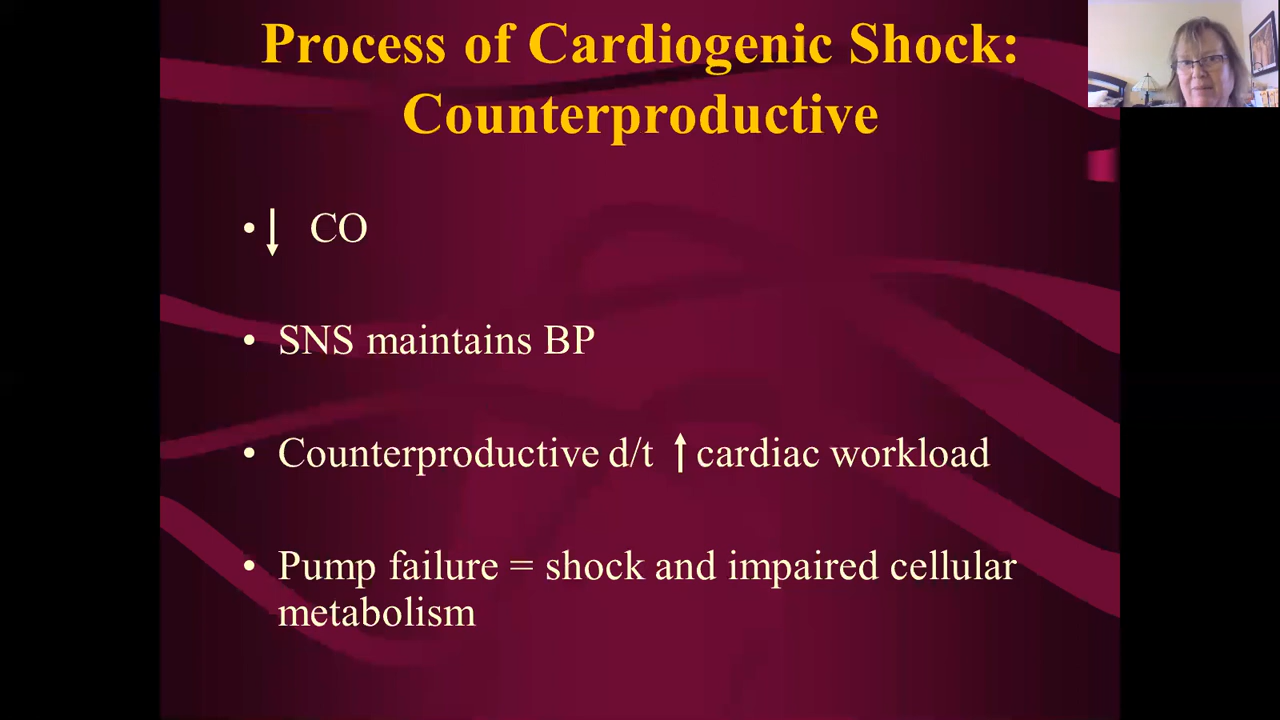 Process of Cardiogenic Shock:
Counterproductive
• ↓ CO
• SNS maintains BP
• Counterproductive d/t ↑ cardiac workload
• Pump failure = shock and impaired cellular
metabolism